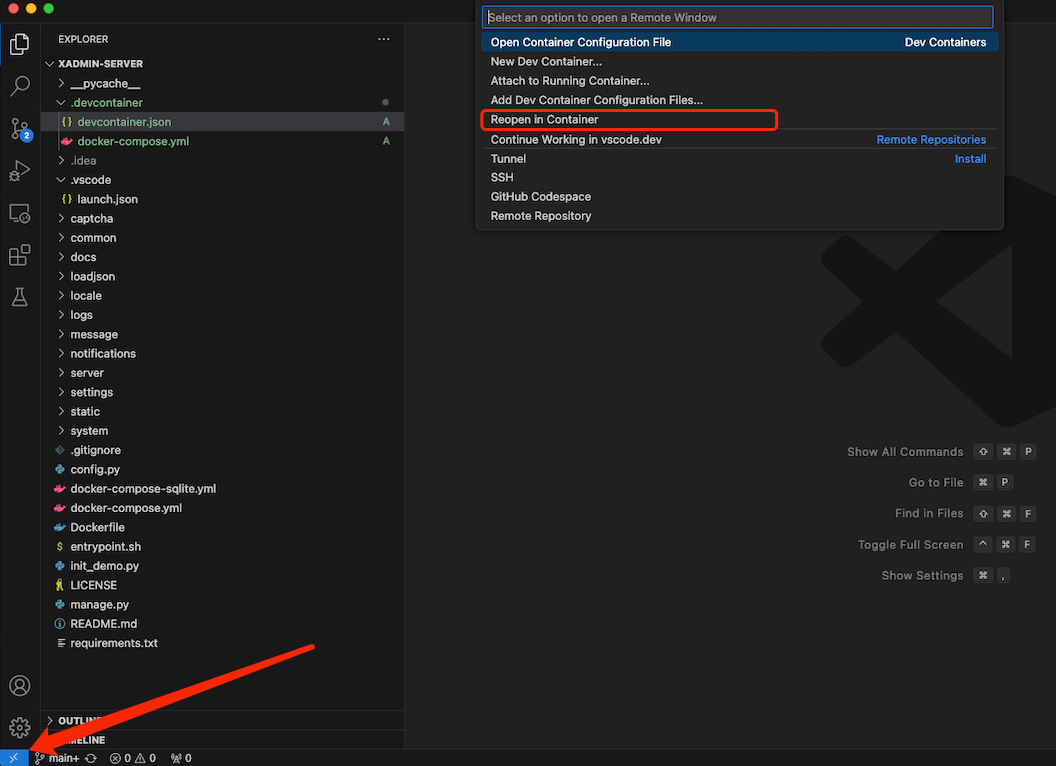 Select an option to open a Remote Window
Open Container Configuration File Dev Containers
New Dev Container...
Attach to Running Container...
Add Dev Container Configuration Files...
Reopen in Container
Continue Working in vscode.dev Remote Repositories
Tunnel Install
SSH
GitHub Codespace
Remote Repository
EXPLORER ...
XADMIN-SERVER
__pycache__
.devcontainer
{} devcontainer.json A
docker-compose.yml A
.idea
.vscode
{} launch.json
captcha
common
docs
loadjson
locale
logs
message
notifications
server
settings
static
system
.gitignore
config.py
docker-compose-sqlite.yml
docker-compose.yml
Dockerfile
$ entrypoint.sh
init_demo.py
LICENSE
manage.py
README.md
requirements.txt
2
Show All Commands ⇧ ⌘ P
Go to File ⌘ P
Find in Files ⇧ ⌘ F
Toggle Full Screen ^ ⌘ F
Show Settings ⌘ ,
main+ 0 0 0